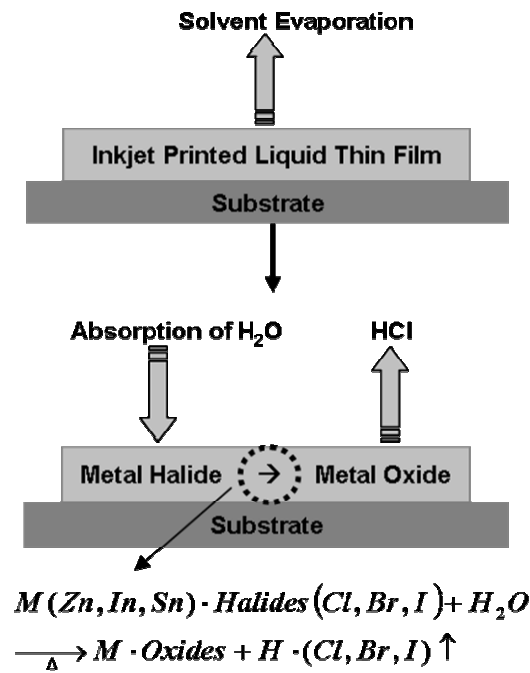 Solvent Evaporation
Inkjet Printed Liquid Thin Film
Substrate
Absorption of H₂O HCl
Metal Halide → Metal Oxide
Substrate
M (Zn, In, Sn) · Halides (Cl, Br, I) + H₂O
⟶ Δ M · Oxides + H · (Cl, Br, I) ↑